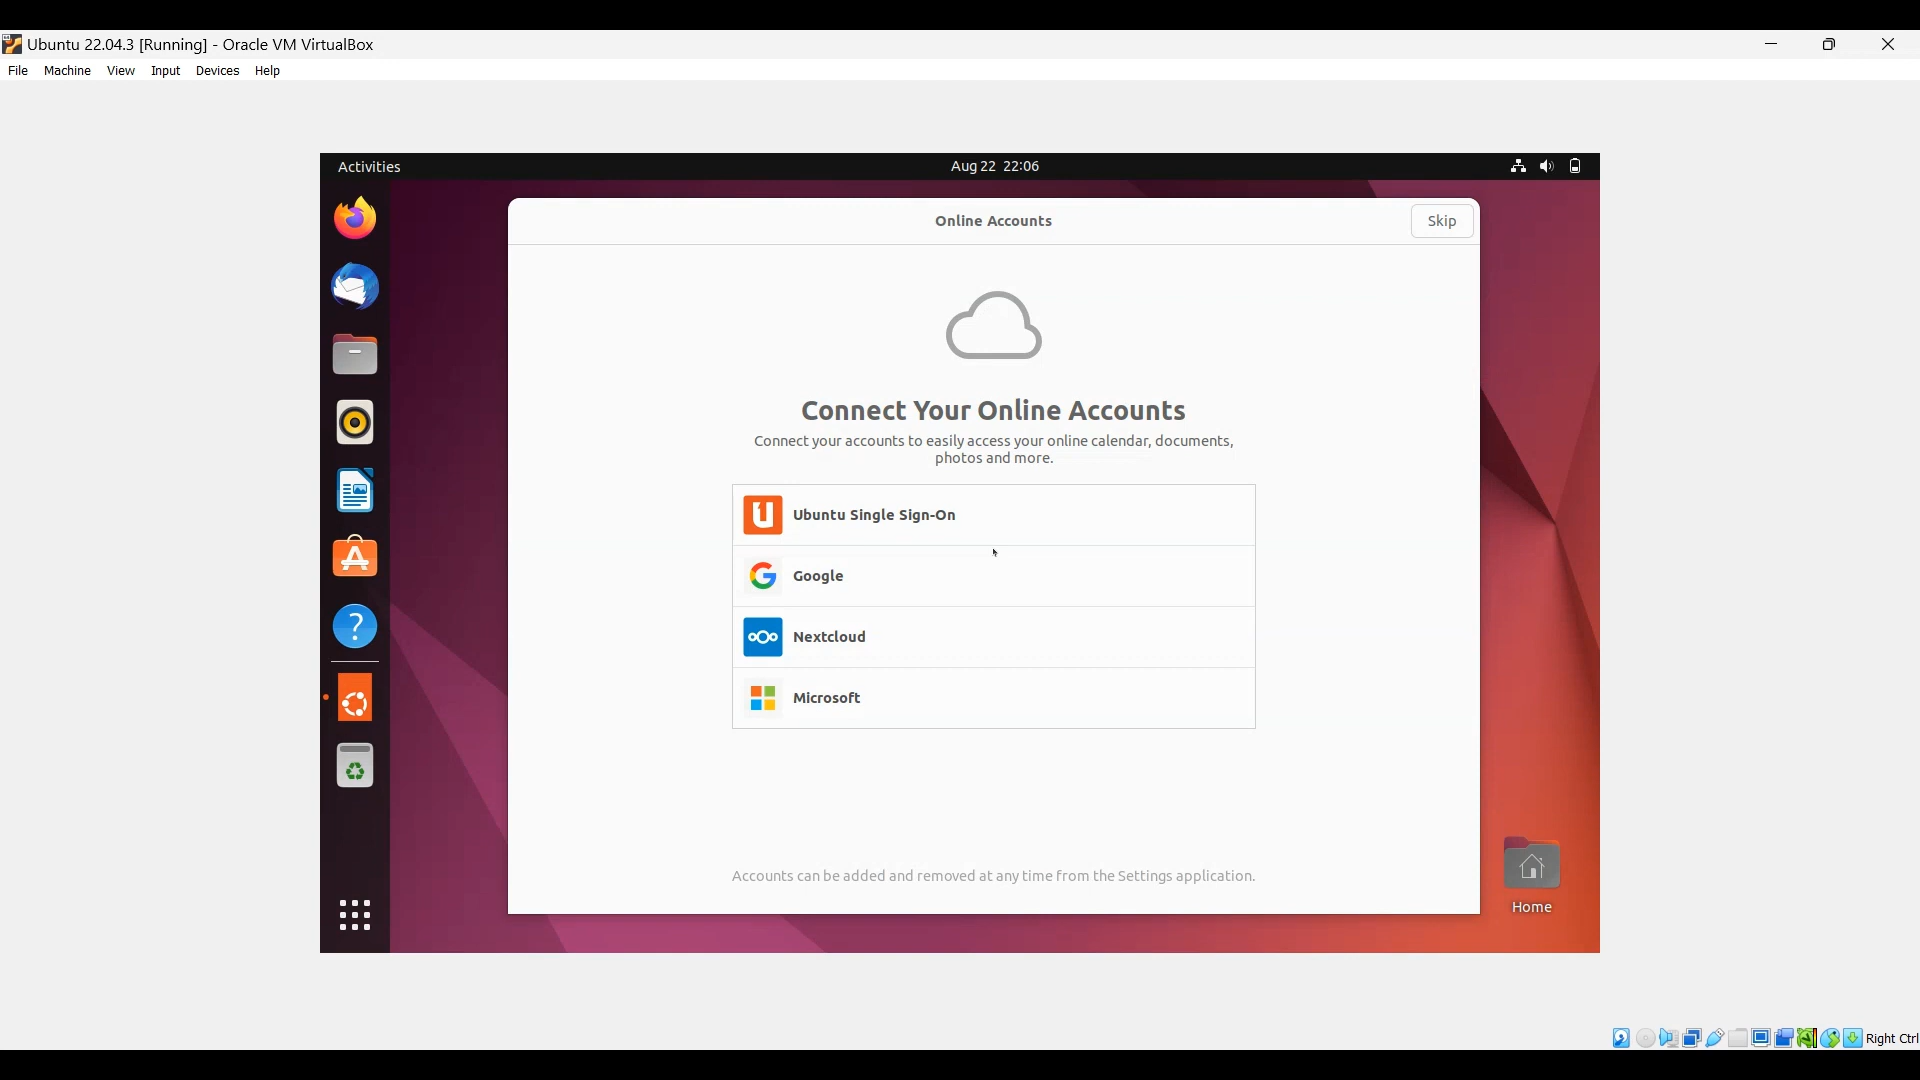 Ubuntu 22.04.3 [Running] - Oracle VM VirtualBox
File Machine View Input Devices Help
Activities
Aug 22 22:06
Online Accounts
Skip
Connect Your Online Accounts
Connect your accounts to easily access your online calendar, documents,
photos and more.
Ubuntu Single Sign-On
Google
Nextcloud
Microsoft
Accounts can be added and removed at any time from the Settings application.
Home
Right Ctrl